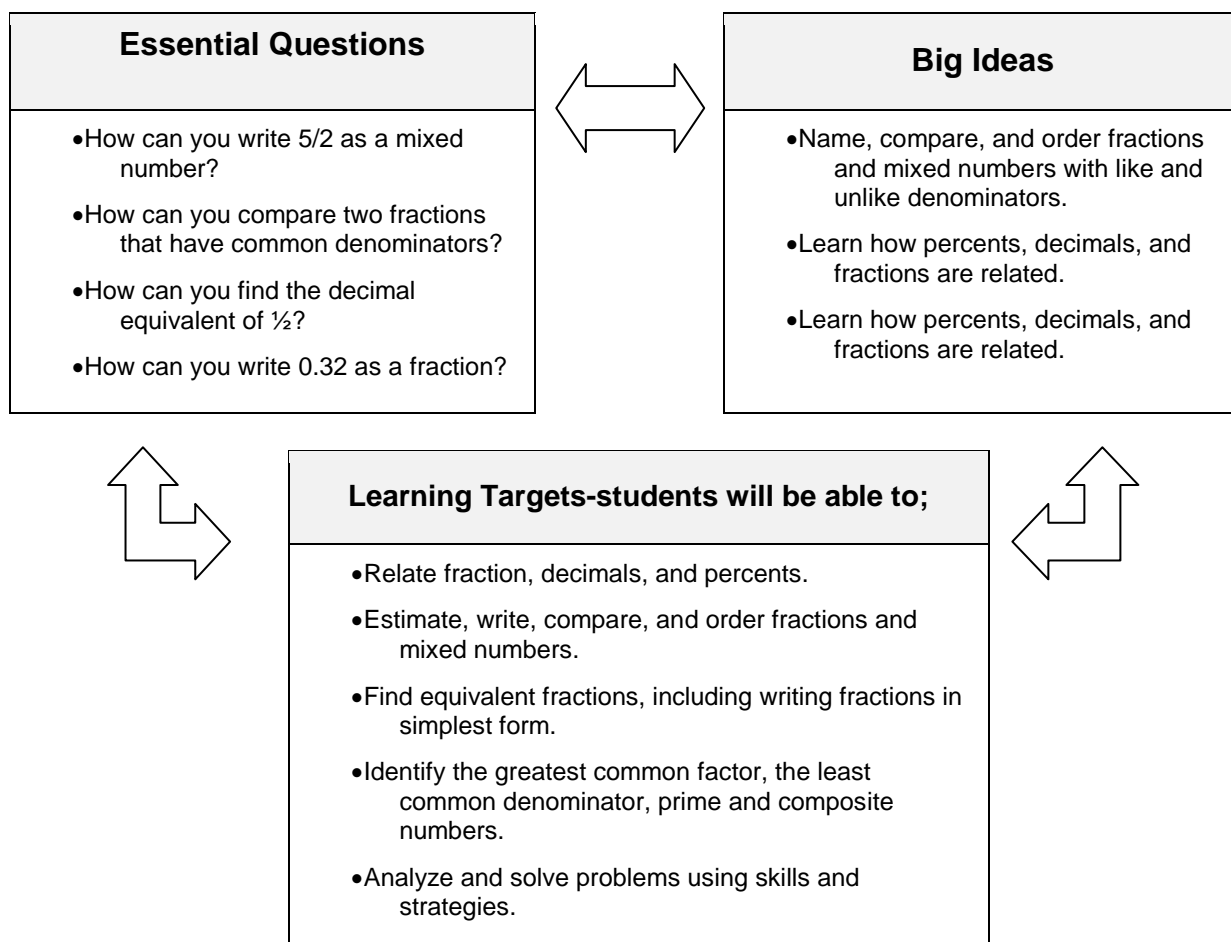 Essential Questions
•How can you write 5/2 as a mixed
number?
•How can you compare two fractions
that have common denominators?
•How can you find the decimal
equivalent of ½?
•How can you write 0.32 as a fraction?
Big Ideas
•Name, compare, and order fractions
and mixed numbers with like and
unlike denominators.
•Learn how percents, decimals, and
fractions are related.
•Learn how percents, decimals, and
fractions are related.
Learning Targets-students will be able to;
•Relate fraction, decimals, and percents.
•Estimate, write, compare, and order fractions and
mixed numbers.
•Find equivalent fractions, including writing fractions in
simplest form.
•Identify the greatest common factor, the least
common denominator, prime and composite
numbers.
•Analyze and solve problems using skills and
strategies.